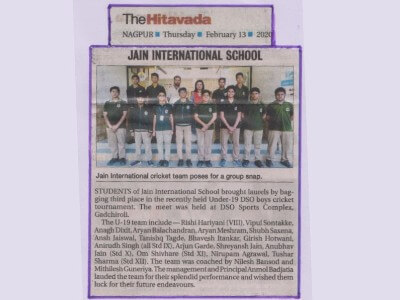 TheHitavada
NAGPUR ■ Thursday ■ February 13 ■ 2020
JAIN INTERNATIONAL SCHOOL
Jain International cricket team poses for a group snap.
STUDENTS of Jain International School brought laurels by bag-
ging third place in the recently held Under-19 DSO boys cricket
tournament. The meet was held at DSO Sports Complex,
Gadchiroli.
The U-19 team include — Rishi Hariyani (VIII), Vipul Sontakke,
Anagh Dixit, Aryan Balachandran, Aryan Meshram, Shubh Saxena,
Ansh Jaiswal, Tanishq Tagde, Bhavesh Itankar, Girish Horwani,
Anirudh Singh (all Std IX), Arjun Garde, Shreyansh Jain, Anubhav
Jain (Std X), Om Shivhare (Std XI), Nirupam Agrawal, Tushar
Sharma (Std XII). The team was coached by Nilesh Bansod and
Mithilesh Guneriya. The management and Principal Anmol Badjatia
lauded the team for their splendid performance and wished them
luck for their future endeavours.